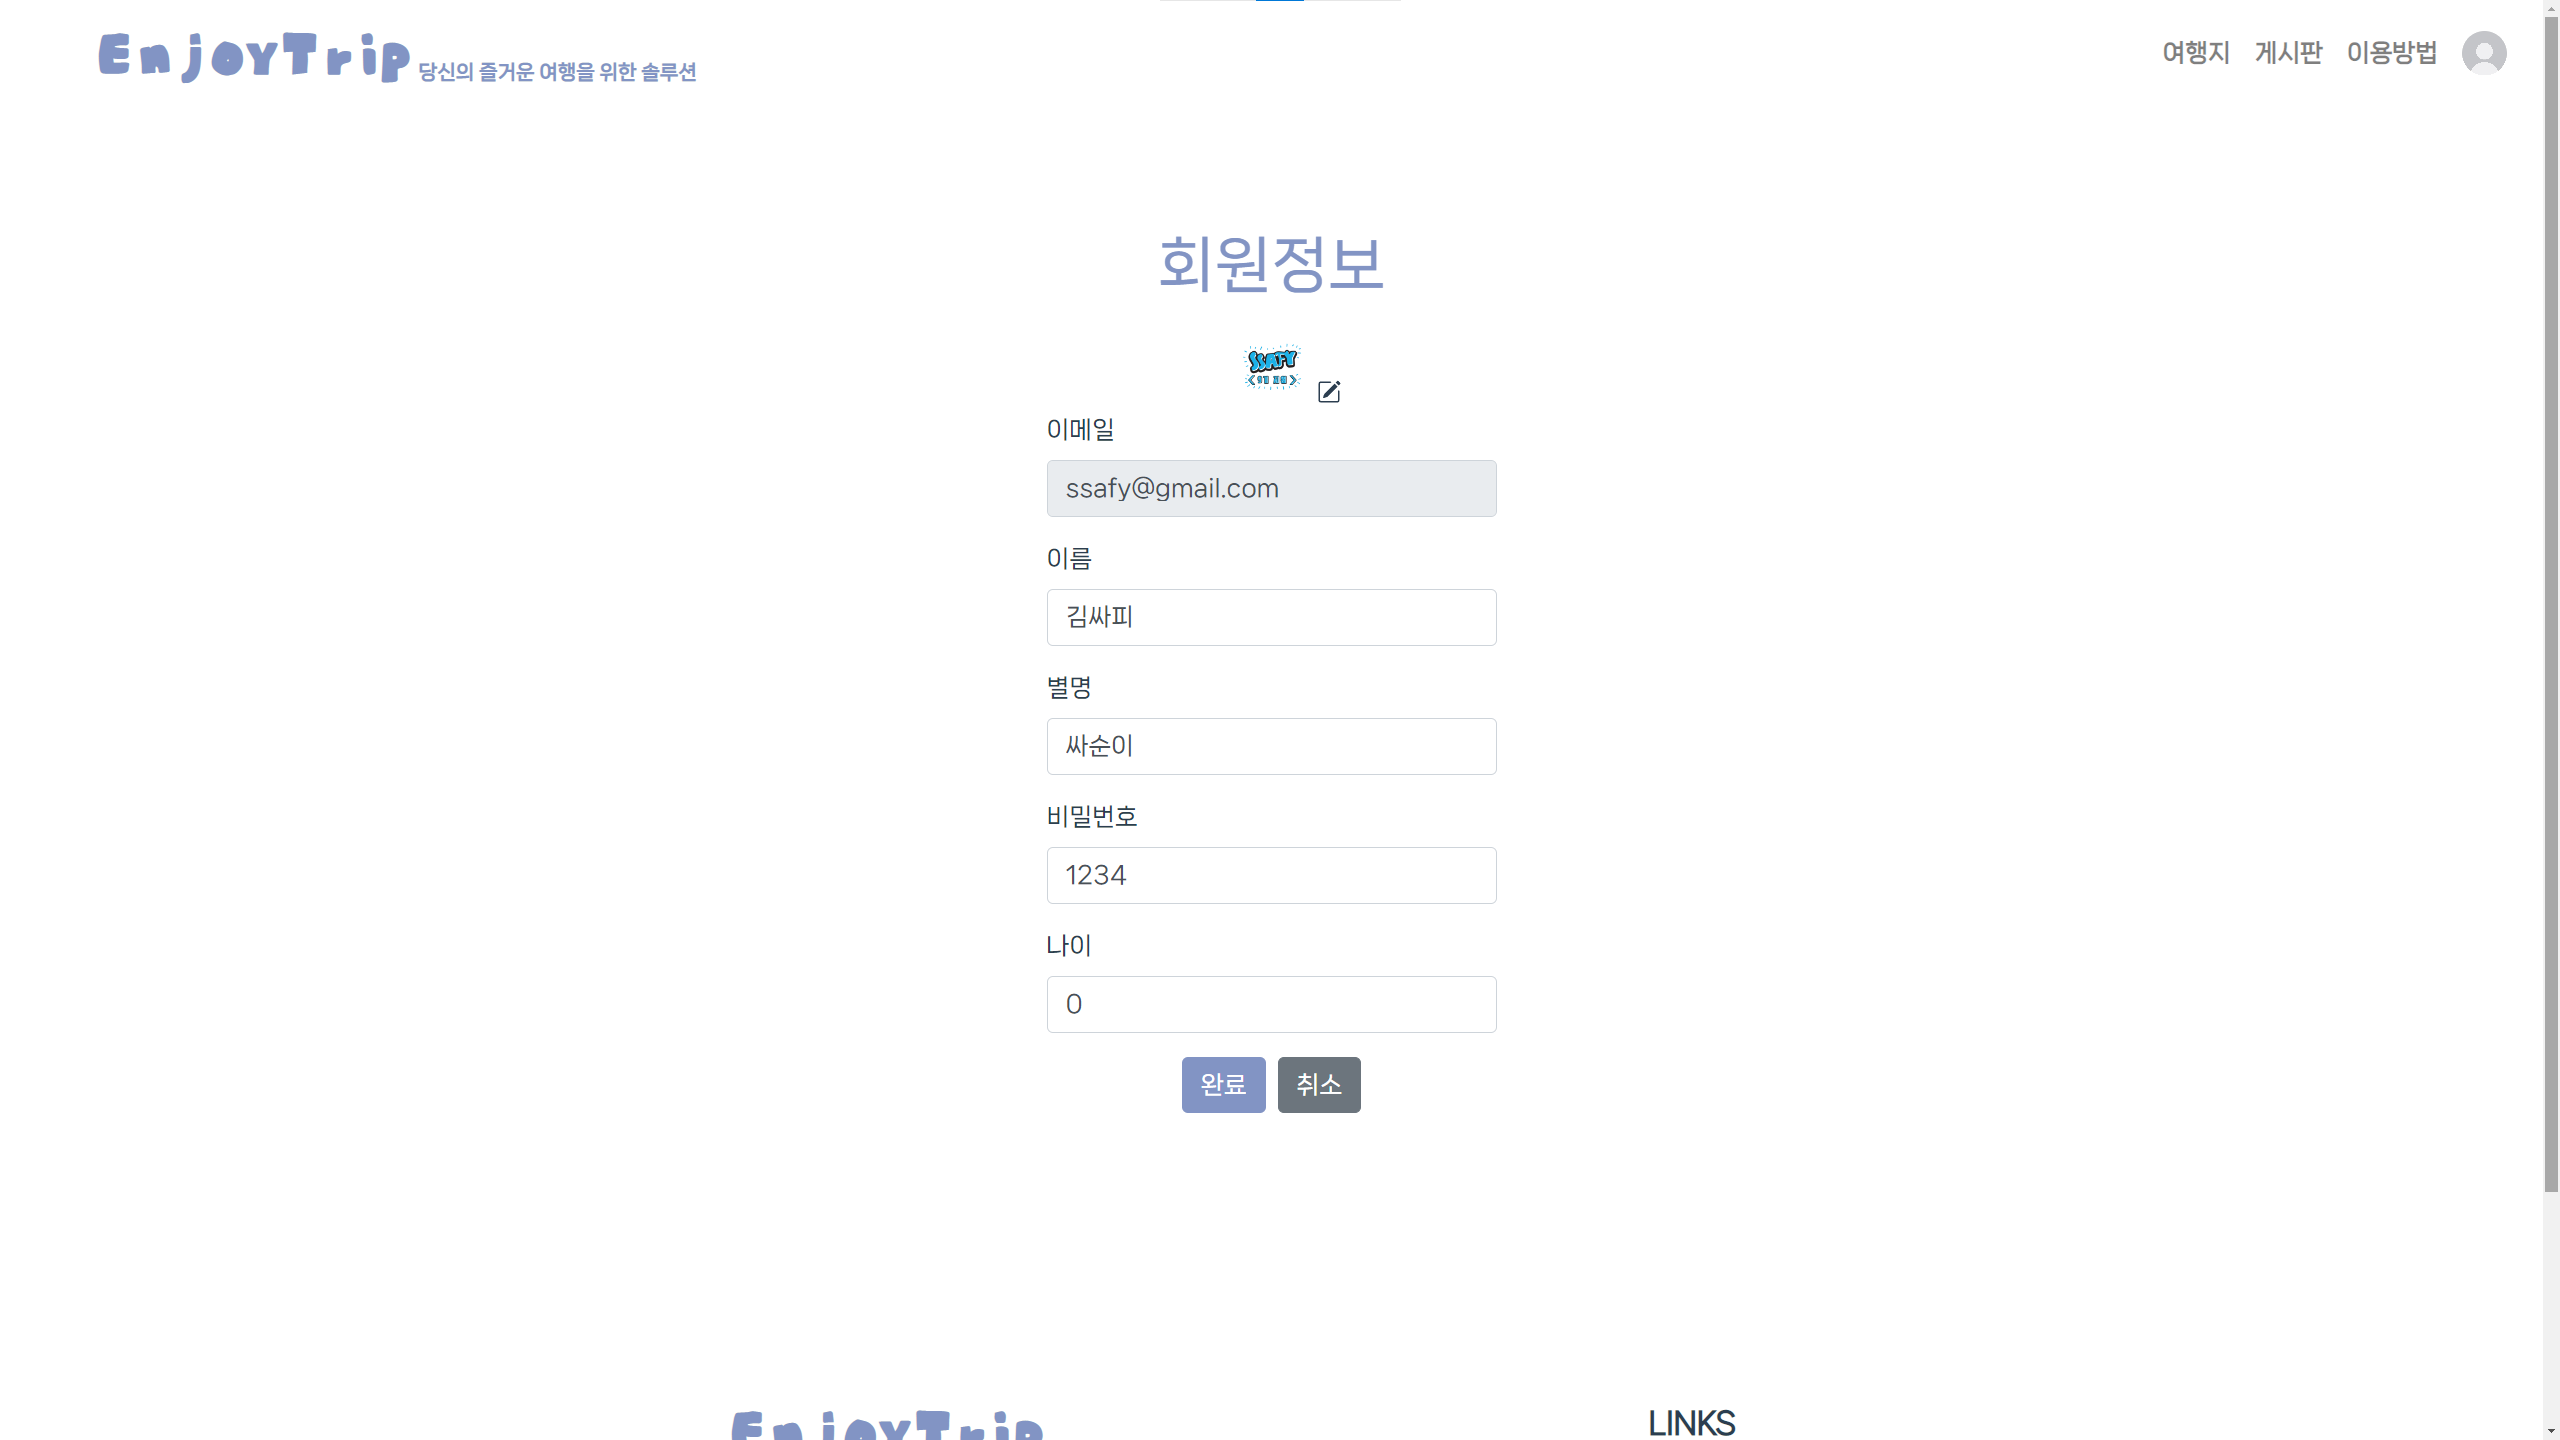 EnjoyTrip 당신의 즐거운 여행을 위한 솔루션
여행지 게시판 이용방법
회원정보
SSAFY
이메일
ssafy@gmail.com
이름
김싸피
별명
싸순이
비밀번호
1234
나이
0
완료 취소
EnjoyTrip
LINKS